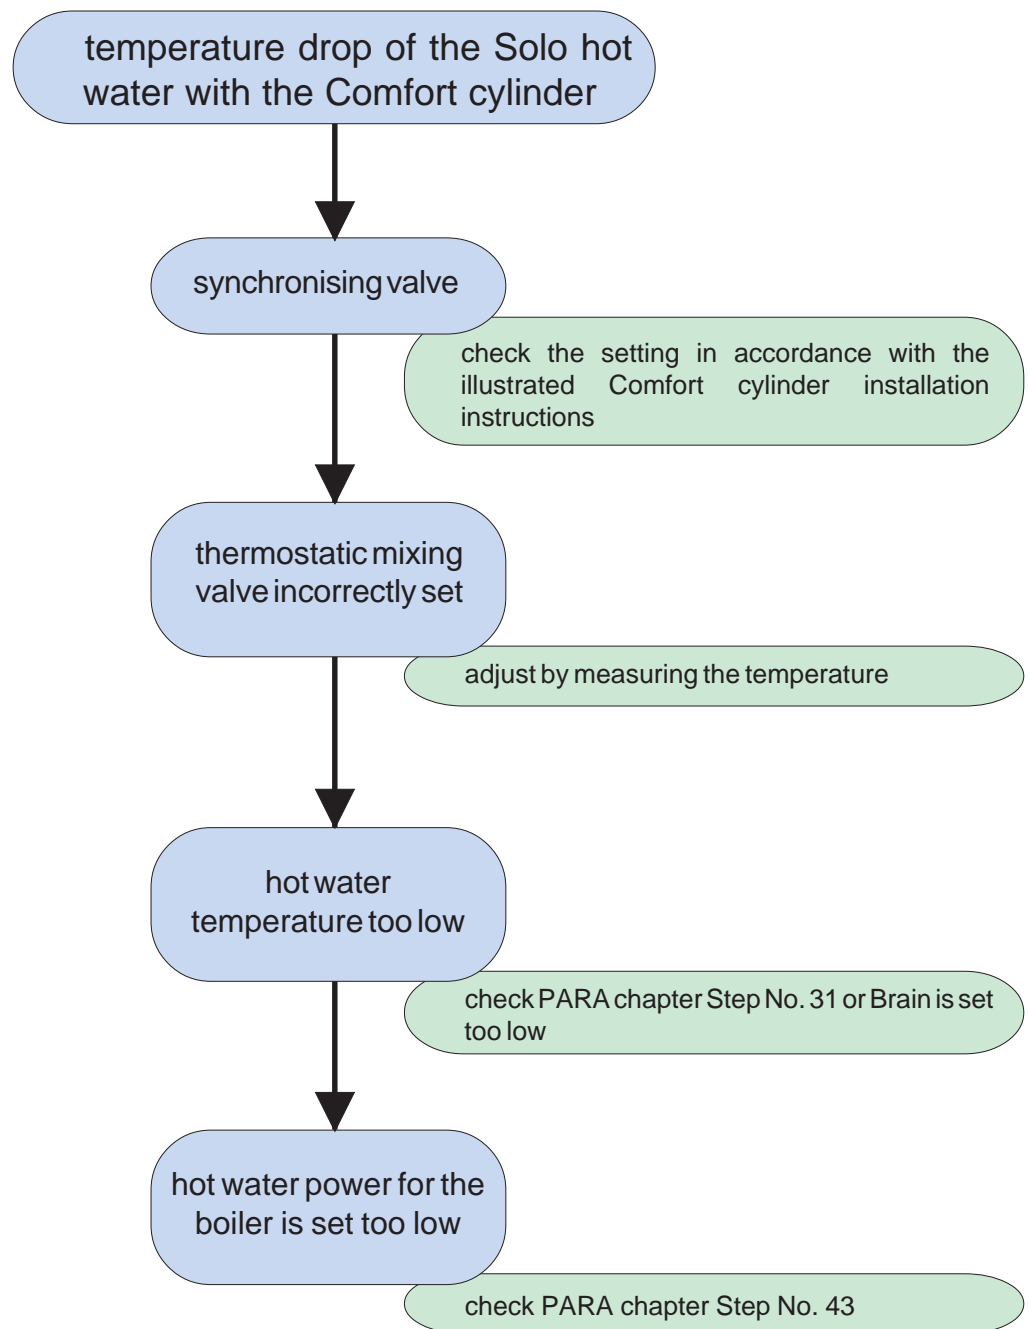 temperature drop of the Solo hot
water with the Comfort cylinder
synchronising valve
check the setting in accordance with the
illustrated Comfort cylinder installation
instructions
thermostatic mixing
valve incorrectly set
adjust by measuring the temperature
hot water
temperature too low
check PARA chapter Step No. 31 or Brain is set
too low
hot water power for the
boiler is set too low
check PARA chapter Step No. 43